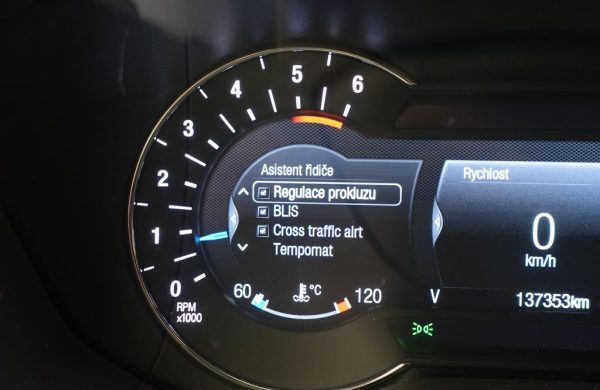 6
5
4
3
2
1
0
RPM
x1000
Asistent řidiče
Regulace prokluzu
BLIS
Cross traffic alrt
Tempomat
60 °C 120
Rychlost
0
km/h
V 137353km